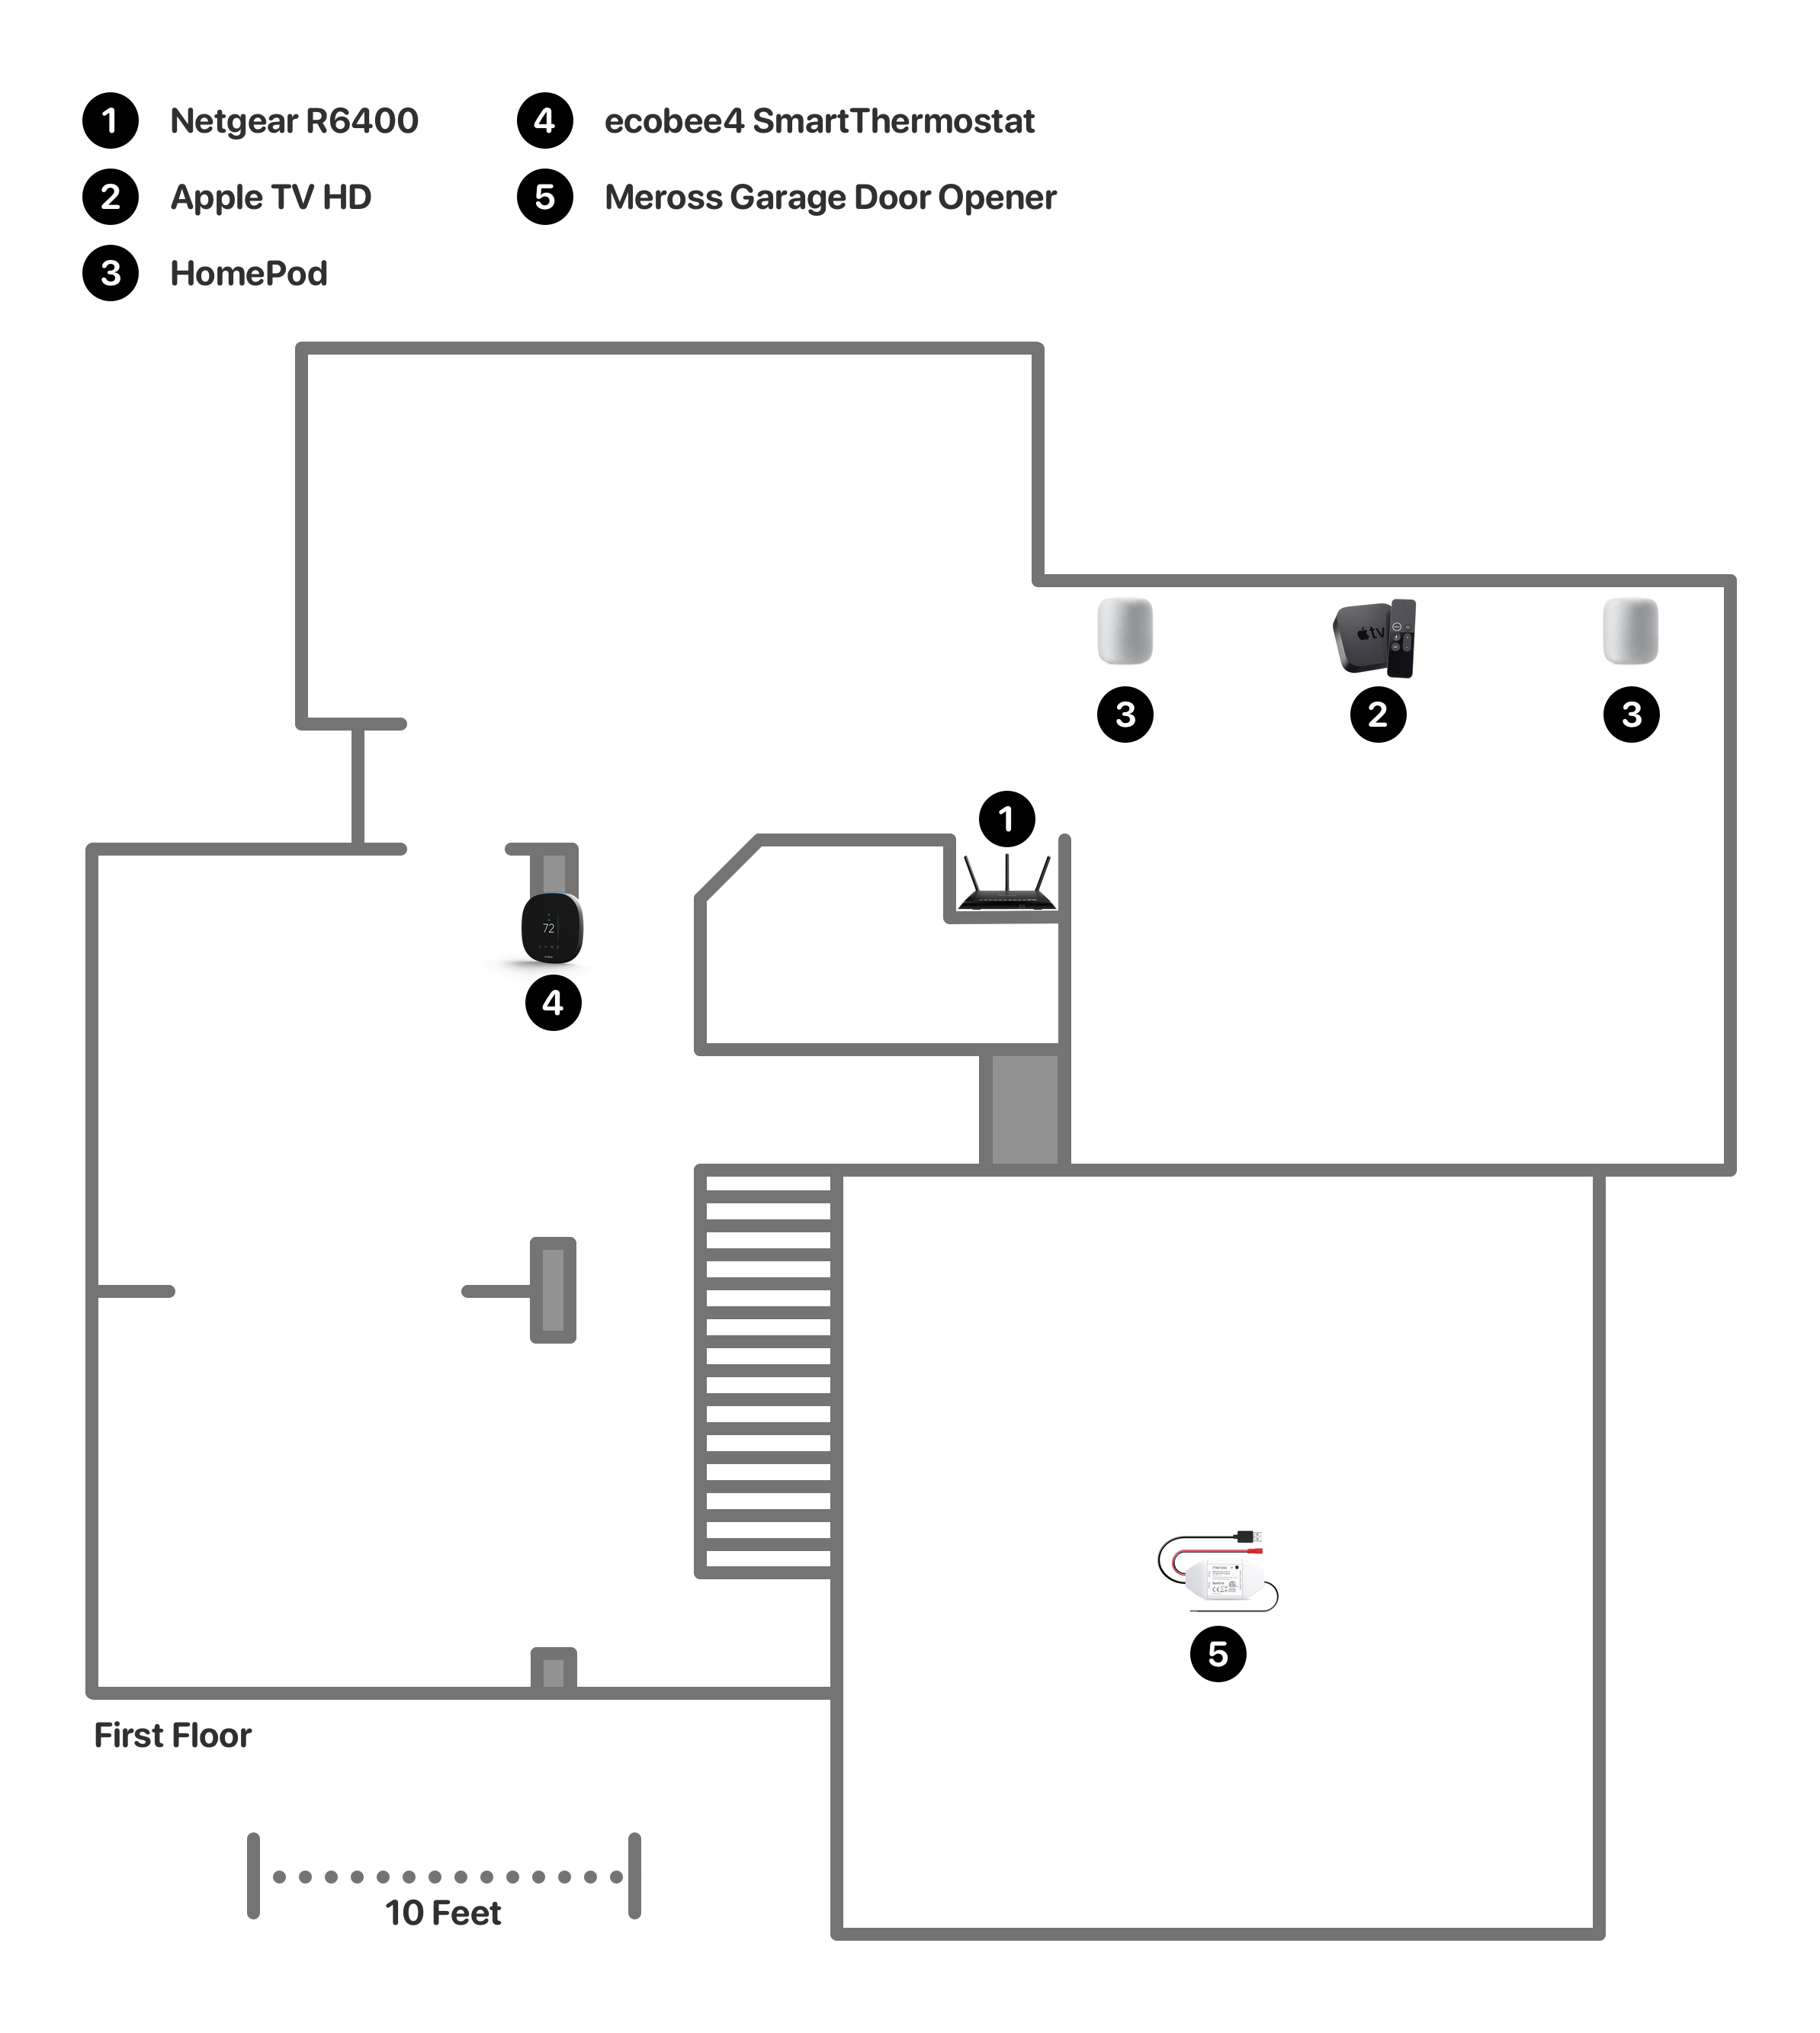 1 Netgear R6400
2 Apple TV HD
3 HomePod
4 ecobee4 SmartThermostat
5 Meross Garage Door Opener
3
tv
2
3
1
72
4
5
First Floor
10 Feet